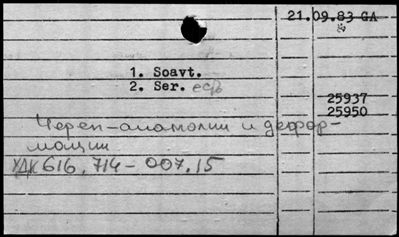 21.09.83 GA
1. Soavt.
2. Ser. есть
25937
25950
Череп-аномалии и дефор-
мации
УДК 616.714-007.15